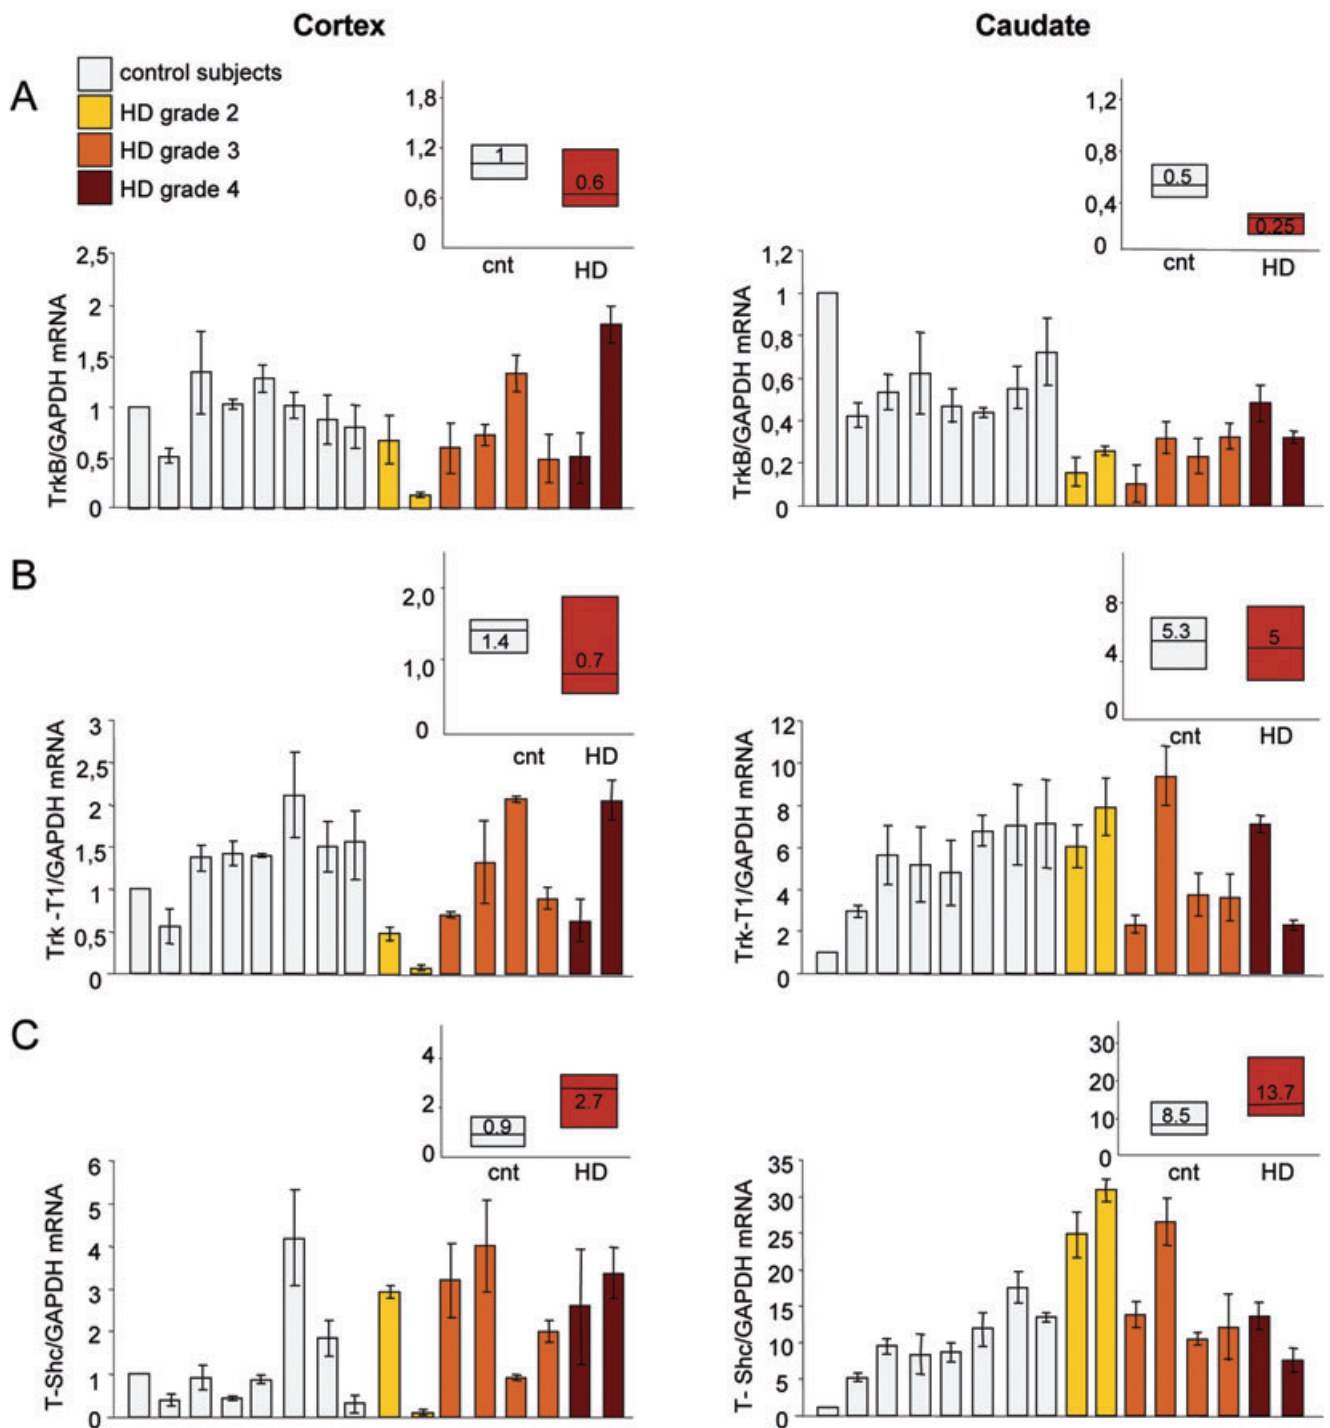 Cortex
Caudate
A
control subjects
HD grade 2
HD grade 3
HD grade 4
1,8
1,2
0,6
0
1
0.6
cnt
HD
TrkB/GAPDH mRNA
2,5
2
1,5
1
0,5
0
1,2
0,8
0,4
0
0.5
0.25
cnt
HD
TrkB/GAPDH mRNA
1,2
1
0,8
0,6
0,4
0,2
0
B
2,0
1,0
0
1.4
0.7
cnt
HD
Trk -T1/GAPDH mRNA
3
2,5
2
1,5
1
0,5
0
8
4
0
5.3
5
cnt
HD
Trk-T1/GAPDH mRNA
12
10
8
6
4
2
0
C
4
2
0
0.9
2.7
cnt
HD
T-Shc/GAPDH mRNA
6
5
4
3
2
1
0
30
20
10
0
8.5
13.7
cnt
HD
T- Shc/GAPDH mRNA
35
30
25
20
15
10
5
0